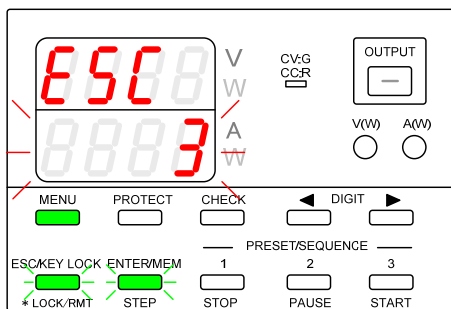 ESC V
W
3 A
W
CV:G
CC:R
OUTPUT
V(W) A(W)
MENU PROTECT CHECK ◀ DIGIT ▶
PRESET/SEQUENCE
ESC/KEY LOCK ENTER/MEM 1 2 3
* LOCK/RMT STEP STOP PAUSE START